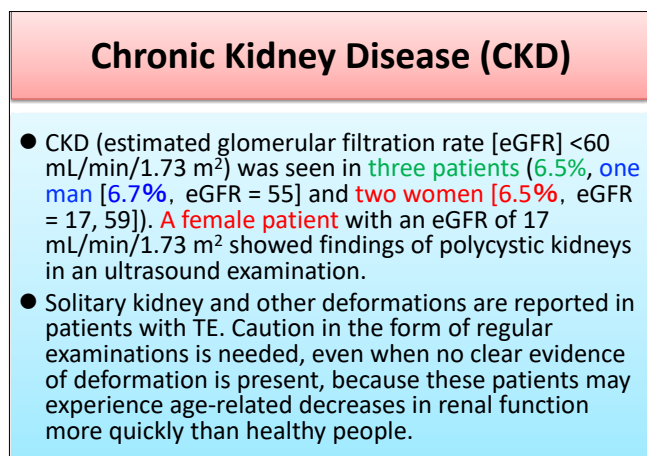 Chronic Kidney Disease (CKD)
● CKD (estimated glomerular filtration rate [eGFR] <60
mL/min/1.73 m²) was seen in three patients (6.5%, one
man [6.7%, eGFR = 55] and two women [6.5%, eGFR
= 17, 59]). A female patient with an eGFR of 17
mL/min/1.73 m² showed findings of polycystic kidneys
in an ultrasound examination.
● Solitary kidney and other deformations are reported in
patients with TE. Caution in the form of regular
examinations is needed, even when no clear evidence
of deformation is present, because these patients may
experience age-related decreases in renal function
more quickly than healthy people.